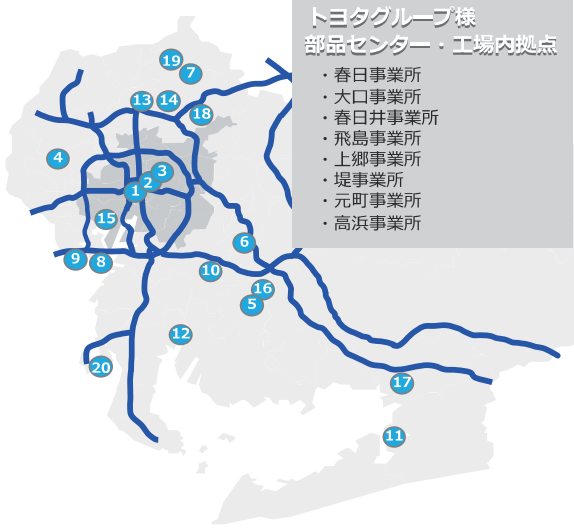 トヨタグループ様
部品センター・工場内拠点
・春日事業所
・大口事業所
・春日井事業所
・飛島事業所
・上郷事業所
・堤事業所
・元町事業所
・高浜事業所
19
7
13
14
18
4
3
2
1
15
6
9
8
10
16
5
12
20
17
11